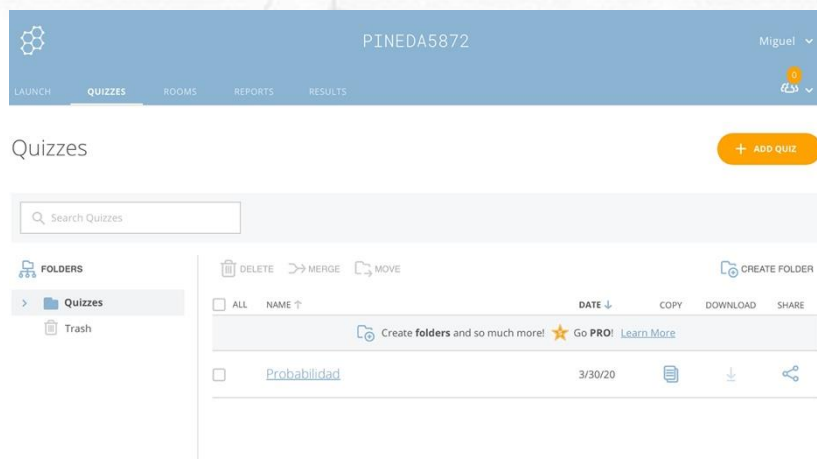 PINEDA5872
Miguel
0
LAUNCH QUIZZES ROOMS REPORTS RESULTS
Quizzes
+ ADD QUIZ
Search Quizzes
FOLDERS
DELETE MERGE MOVE
CREATE FOLDER
Quizzes
ALL NAME ↑ DATE ↓ COPY DOWNLOAD SHARE
Trash
Create folders and so much more! Go PRO! Learn More
Probabilidad 3/30/20